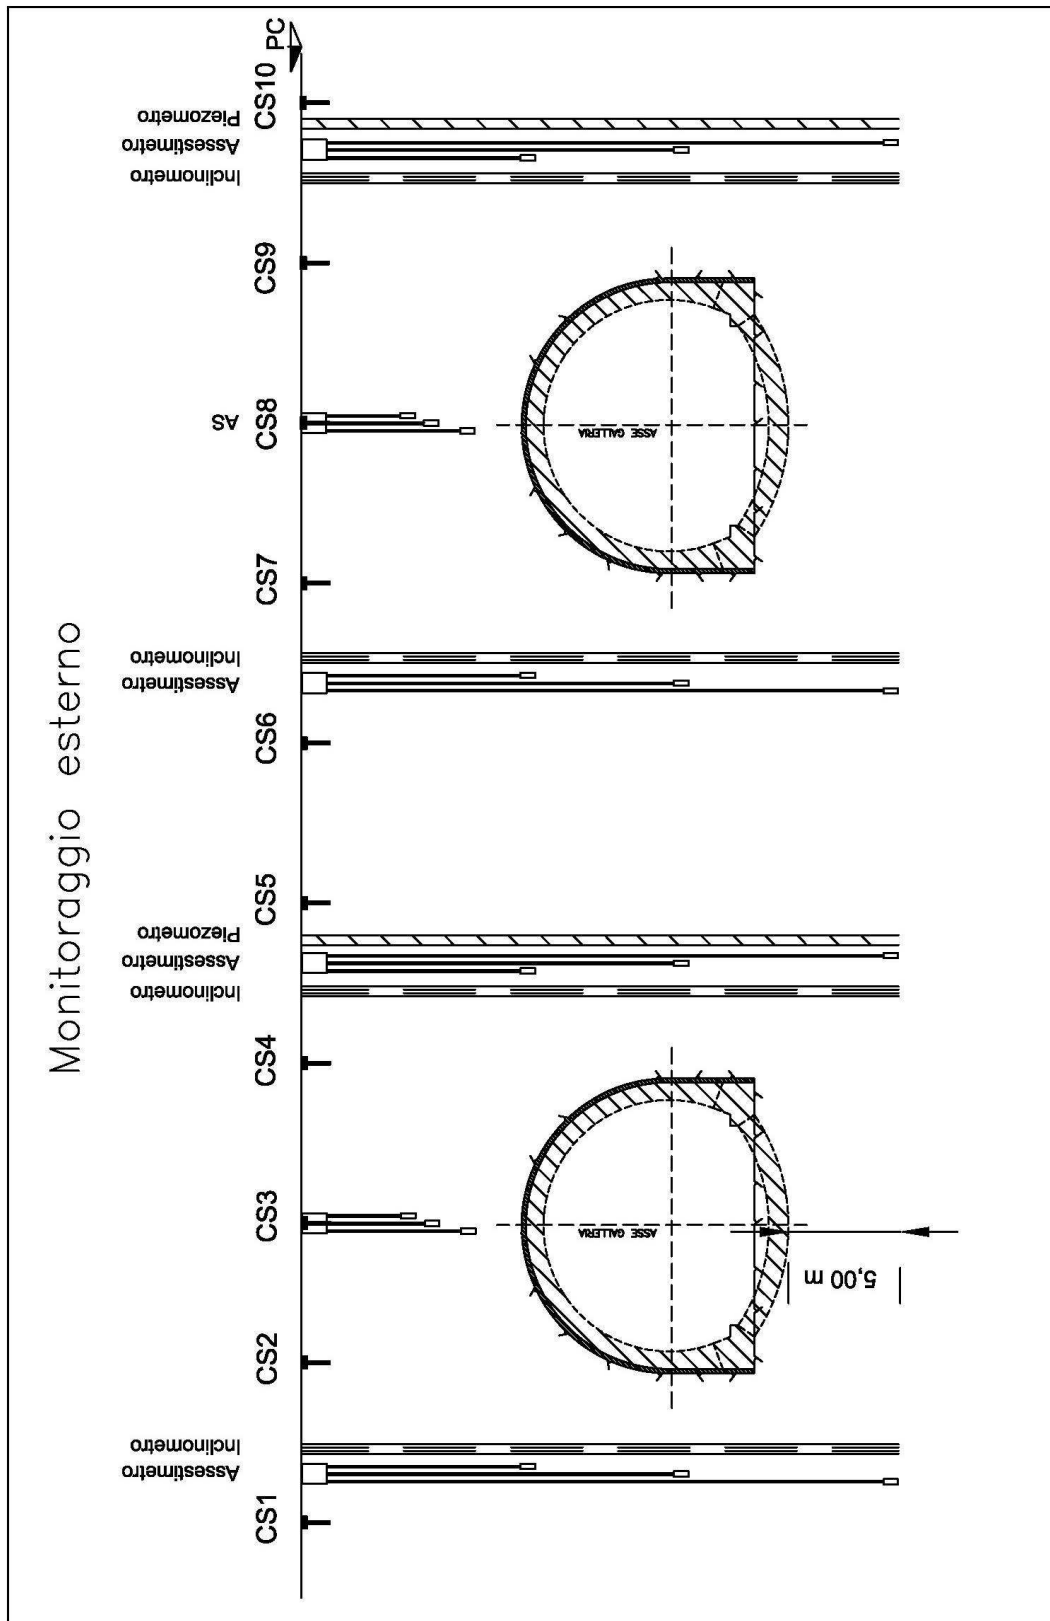 Monitoraggio esterno
Assestimetro
Inclinometro
Inclinometro
Assestimetro
Piezometro
Assestimetro
Inclinometro
AS
Inclinometro
Assestimetro
Piezometro
CS1
CS2
CS3
CS4
CS5
CS6
CS7
CS8
CS9
CS10
PC
ASSE GALLERIA
ASSE GALLERIA
5,00 m